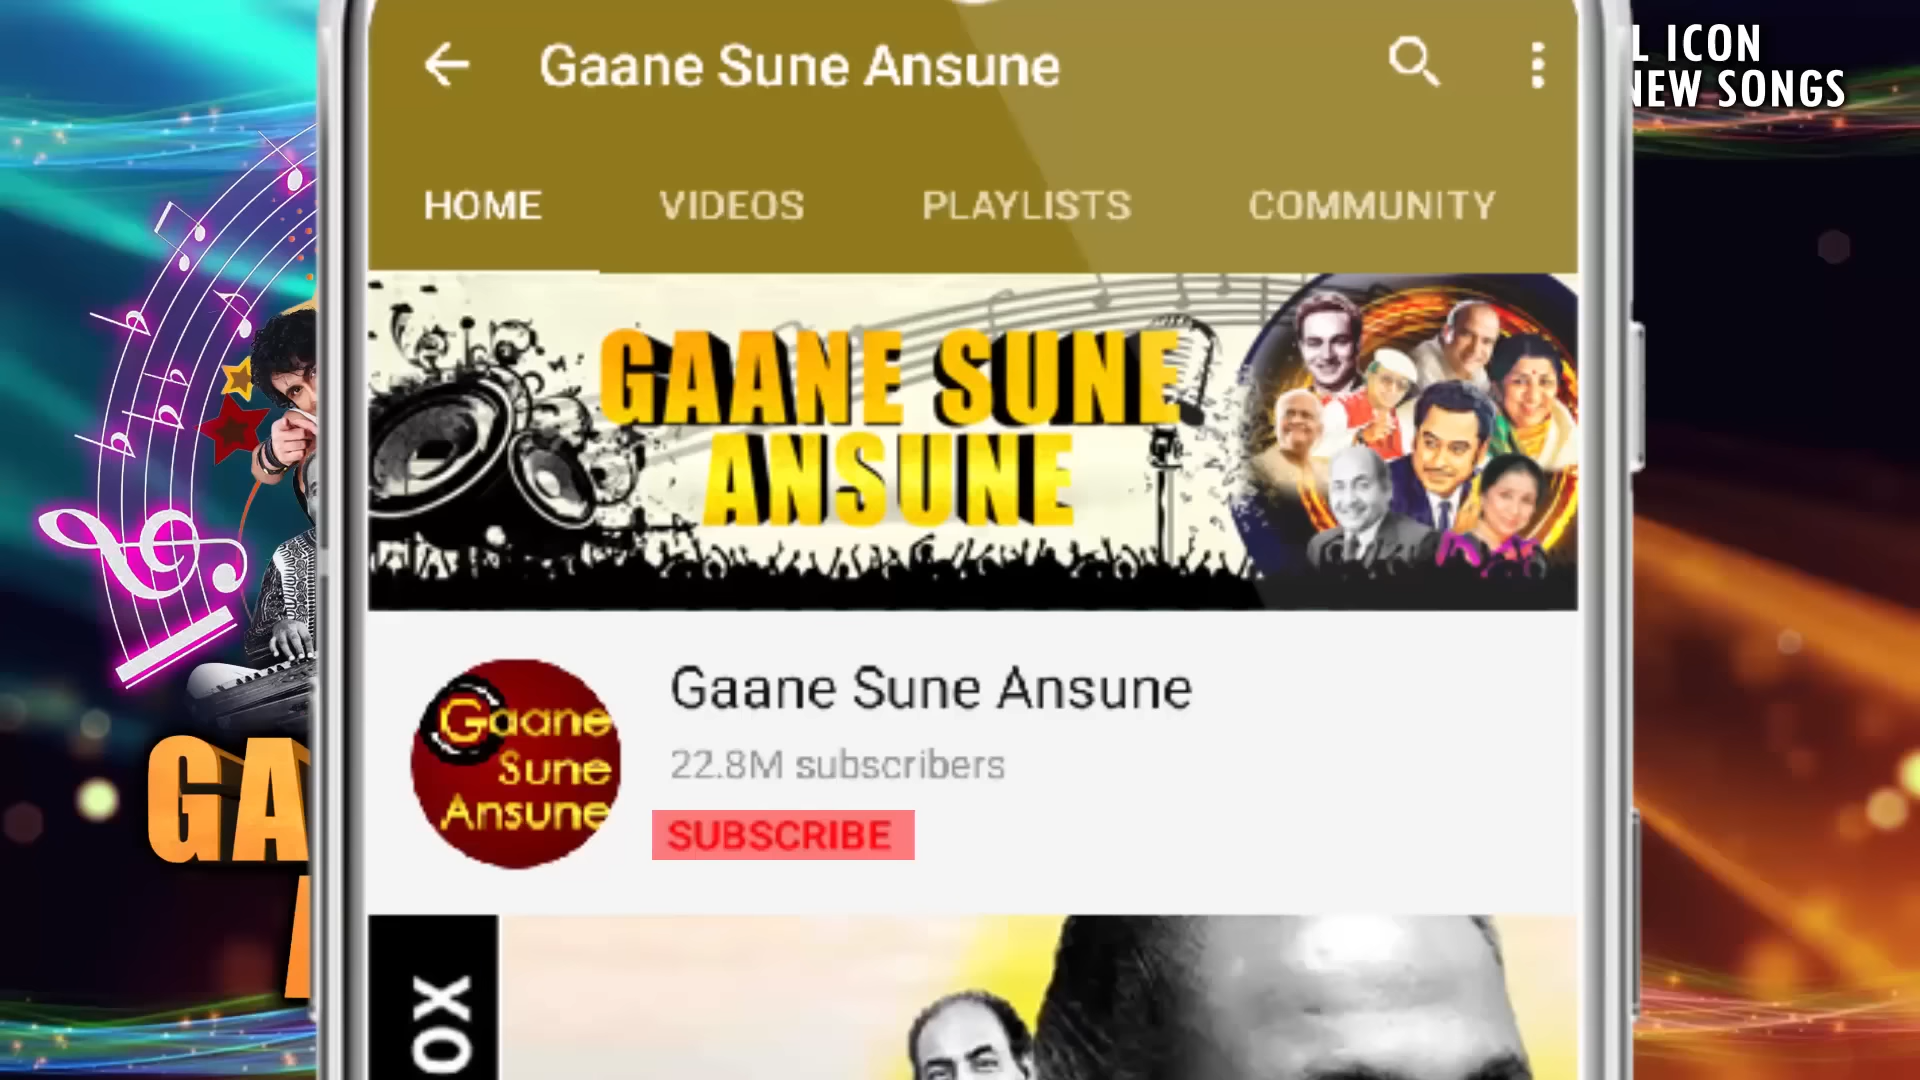 L ICON
NEW SONGS
Gaane Sune Ansune
HOME VIDEOS PLAYLISTS COMMUNITY
GAANE SUNE
ANSUNE
Gaane
Sune
Ansune
Gaane Sune Ansune
22.8M subscribers
SUBSCRIBE
GA
OX